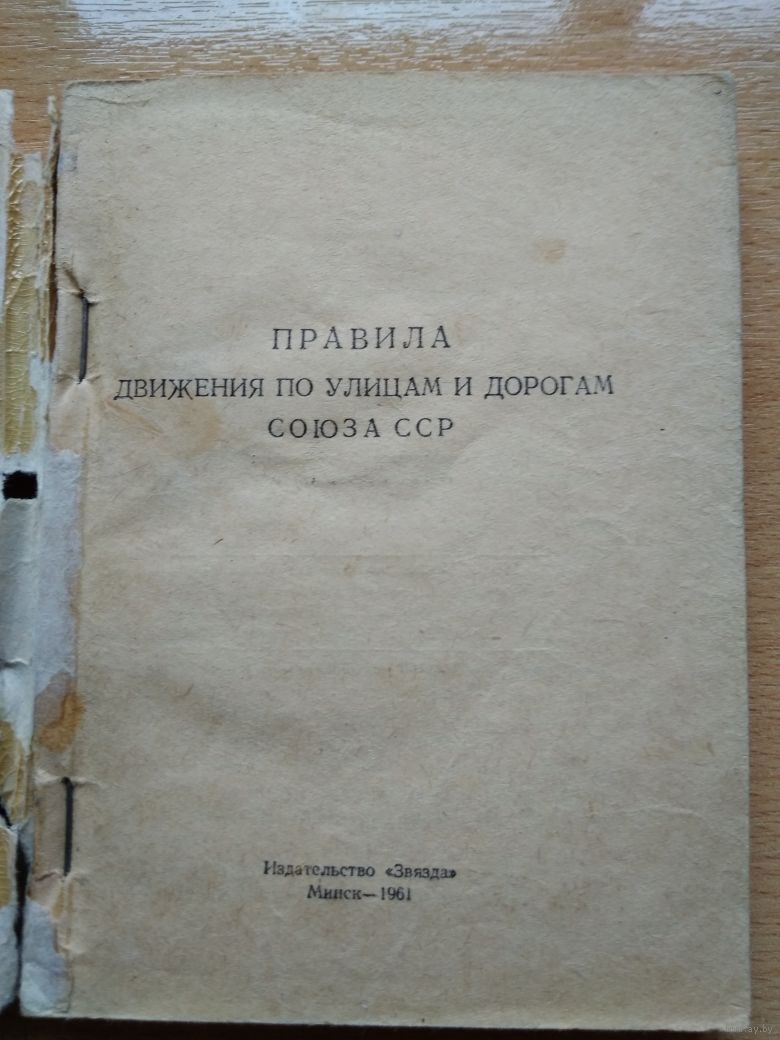 ПРАВИЛА
ДВИЖЕНИЯ ПО УЛИЦАМ И ДОРОГАМ
СОЮЗА ССР
Издательство «Звязда»
Минск—1961